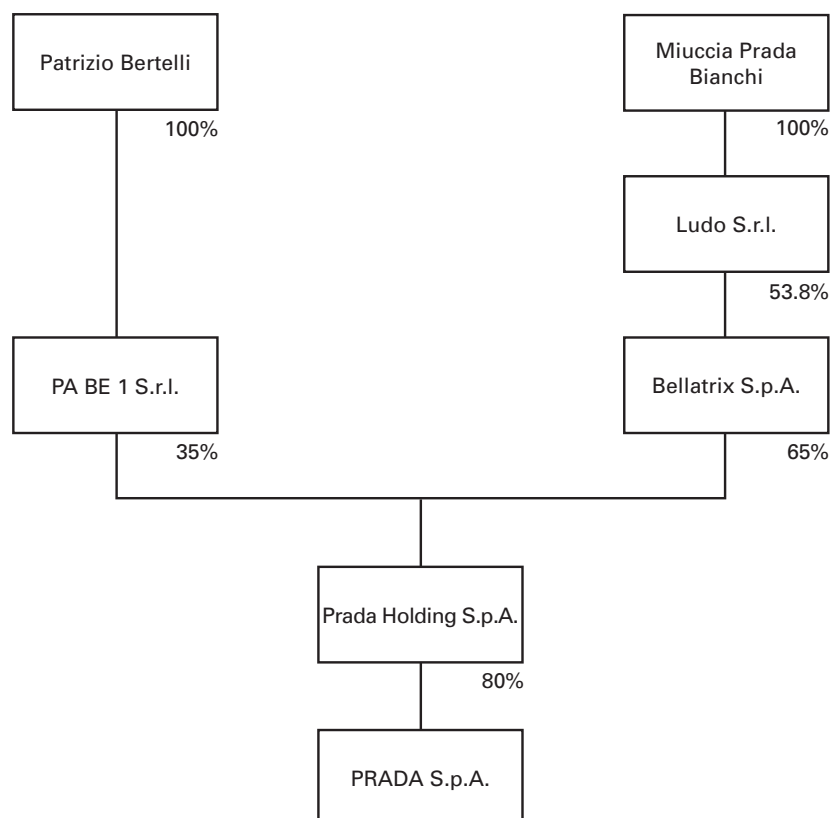 Patrizio Bertelli
100%
Miuccia Prada
Bianchi
100%
Ludo S.r.l.
53.8%
PA BE 1 S.r.l.
35%
Bellatrix S.p.A.
65%
Prada Holding S.p.A.
80%
PRADA S.p.A.